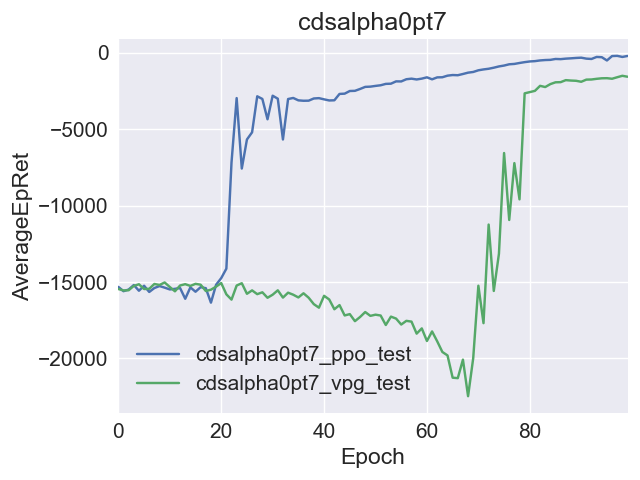 cdsalpha0pt7
0
−5000
−10000
−15000
−20000
AverageEpRet
cdsalpha0pt7_ppo_test
cdsalpha0pt7_vpg_test
0 20 40 60 80
Epoch